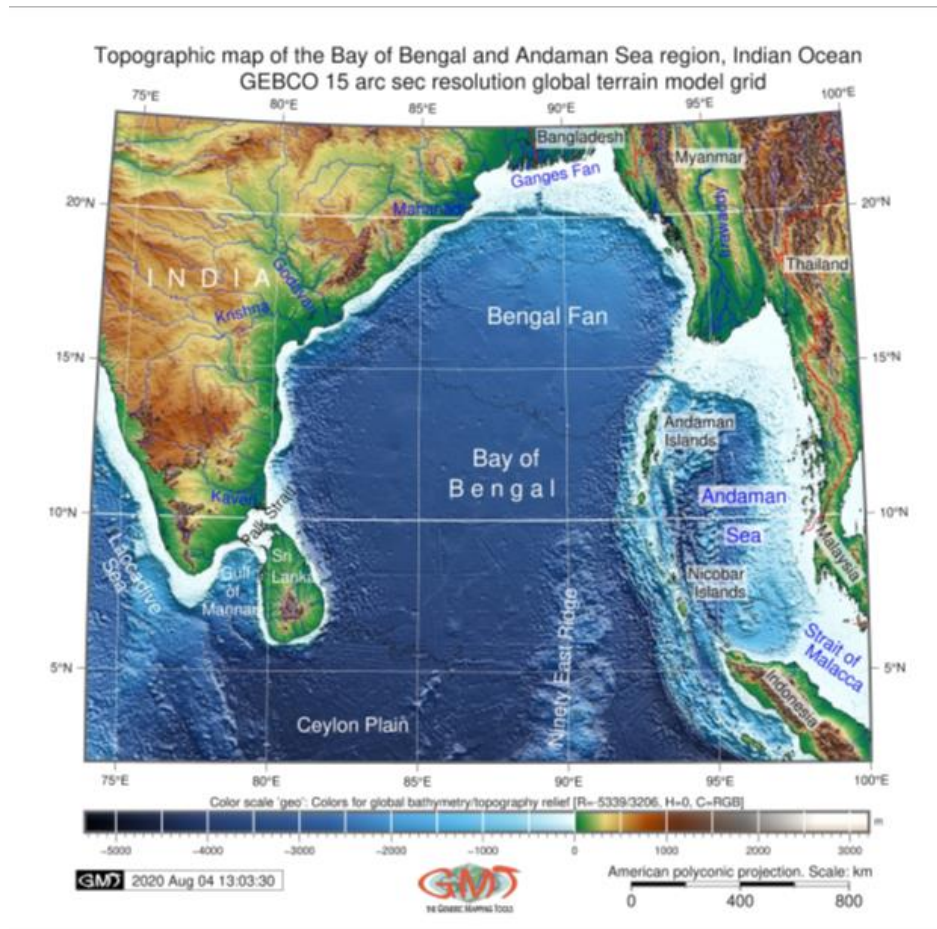 Topographic map of the Bay of Bengal and Andaman Sea region, Indian Ocean
GEBCO 15 arc sec resolution global terrain model grid
75°E
80°E
85°E
90°E
95°E
100°E
Bangladesh
Myanmar
Ganges Fan
20°N
Mahanadi
Irrawaddy
20°N
Thailand
INDIA
Godavari
Krishna
Bengal Fan
15°N
15°N
Andaman
Islands
Bay of
Bengal
Kaveri
Andaman
10°N
Palk Strait
10°N
Sea
Malaysia
Laccadive
Sea
Sri
Lanka
Gulf
of
Mannar
Nicobar
Islands
Ninety East Ridge
Strait of
Malacca
5°N
5°N
Indonesia
Ceylon Plain
75°E
80°E
85°E
90°E
95°E
100°E
Color scale 'geo': Colors for global bathymetry/topography relief [R=-5339/3206, H=0, C=RGB]
m
−5000
−4000
−3000
−2000
−1000
0
1000
2000
3000
GMT 2020 Aug 04 13:03:30
GMT
THE GENERIC MAPPING TOOLS
American polyconic projection. Scale: km
0
400
800